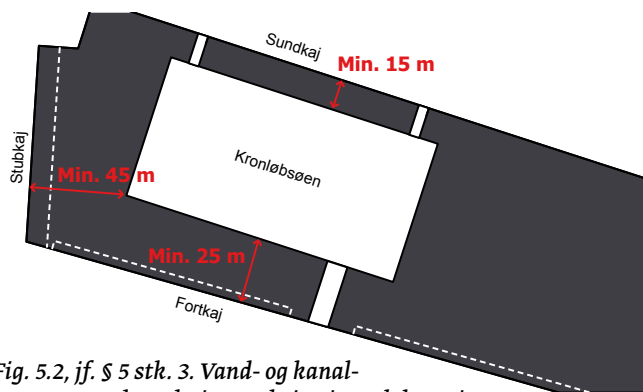 Sundkaj
Min. 15 m
Kronløbsøen
Stubkaj
Min. 45 m
Min. 25 m
Fortkaj
Fig. 5.2, jf. § 5 stk. 3. Vand- og kanal-